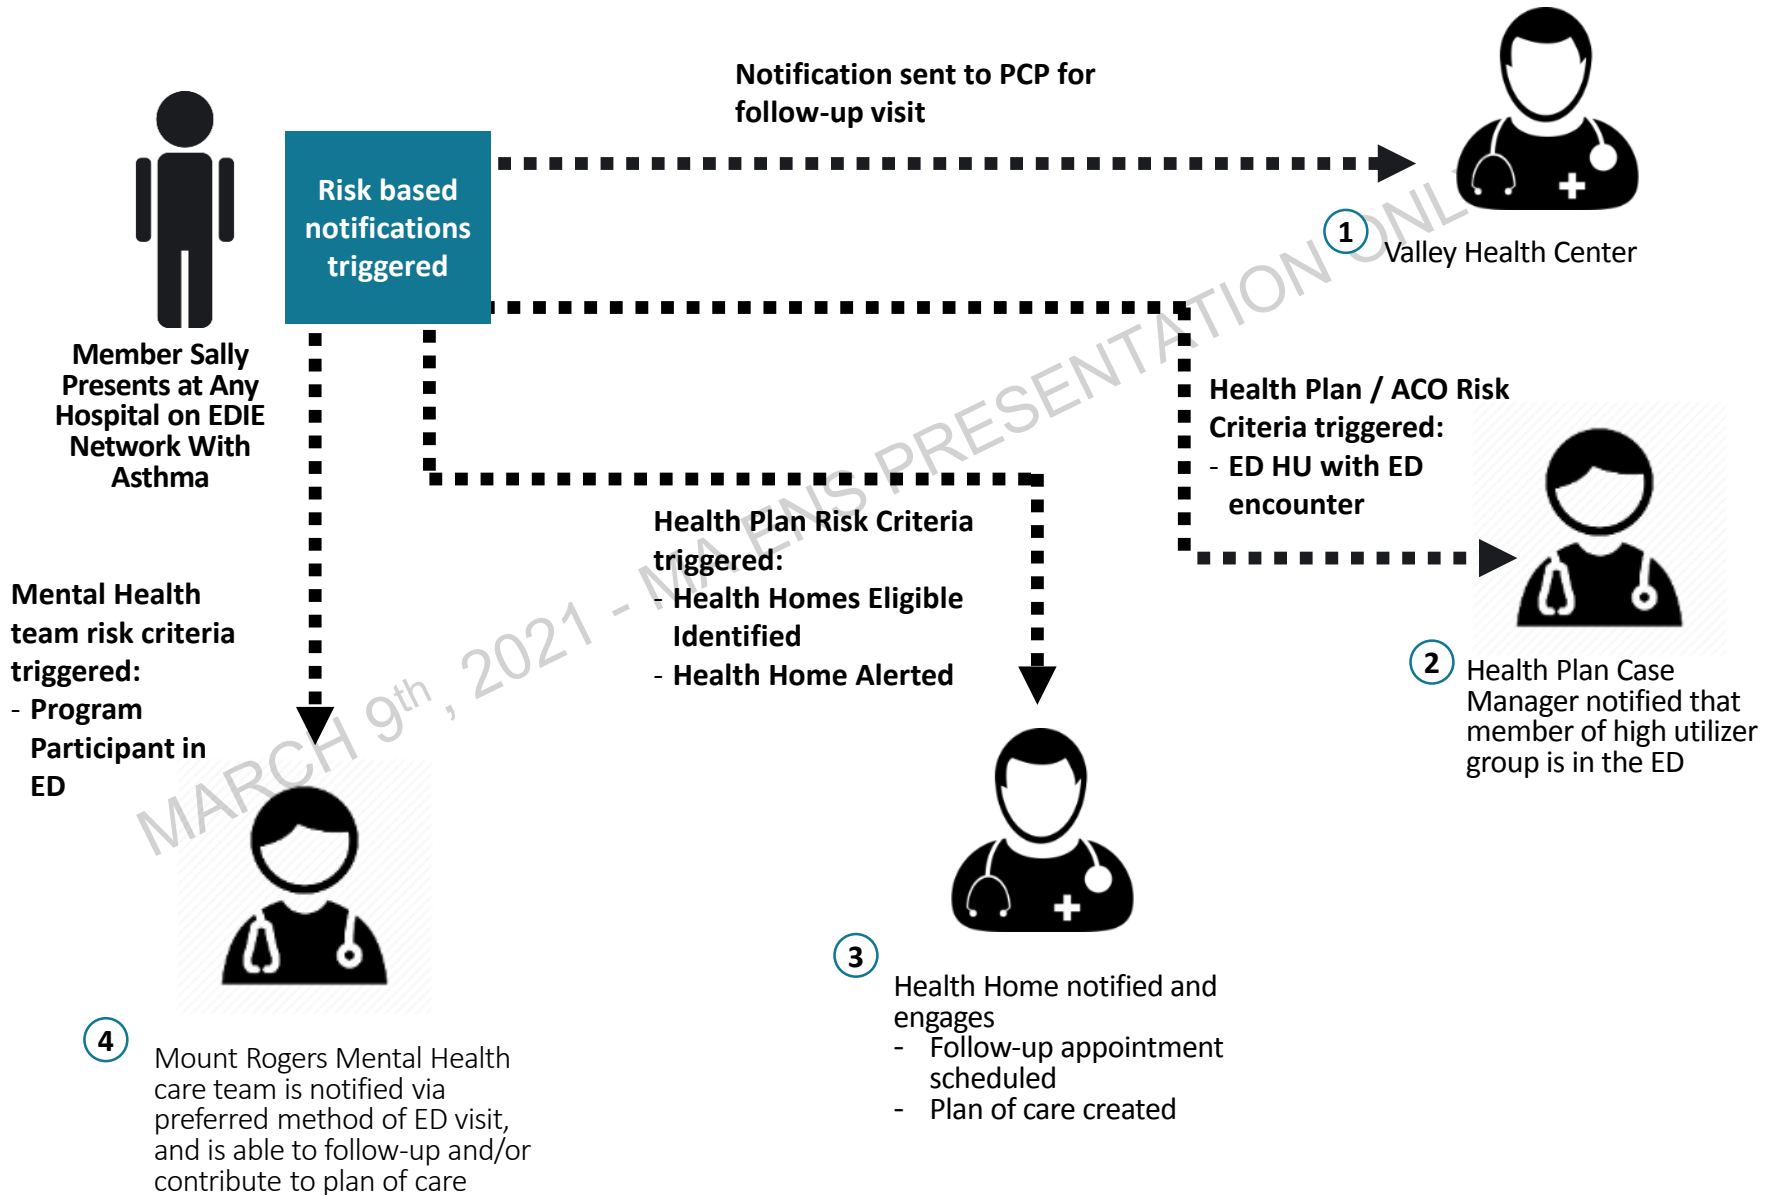 Notification sent to PCP for
follow-up visit
Risk based
notifications
triggered
1
Valley Health Center
Member Sally
Presents at Any
Hospital on EDIE
Network With
Asthma
Health Plan / ACO Risk
Criteria triggered:
- ED HU with ED
encounter
2
Health Plan Case
Manager notified that
member of high utilizer
group is in the ED
Health Plan Risk Criteria
triggered:
- Health Homes Eligible
Identified
- Health Home Alerted
3
Health Home notified and
engages
- Follow-up appointment
scheduled
- Plan of care created
Mental Health
team risk criteria
triggered:
- Program
Participant in
ED
4
Mount Rogers Mental Health
care team is notified via
preferred method of ED visit,
and is able to follow-up and/or
contribute to plan of care
MARCH 9th, 2021 - MA ENS PRESENTATION ONLY